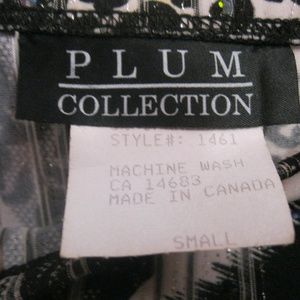 PLUM
COLLECTION
STYLE#: 1461
MACHINE WASH
CA 14683
MADE IN CANADA
SMALL